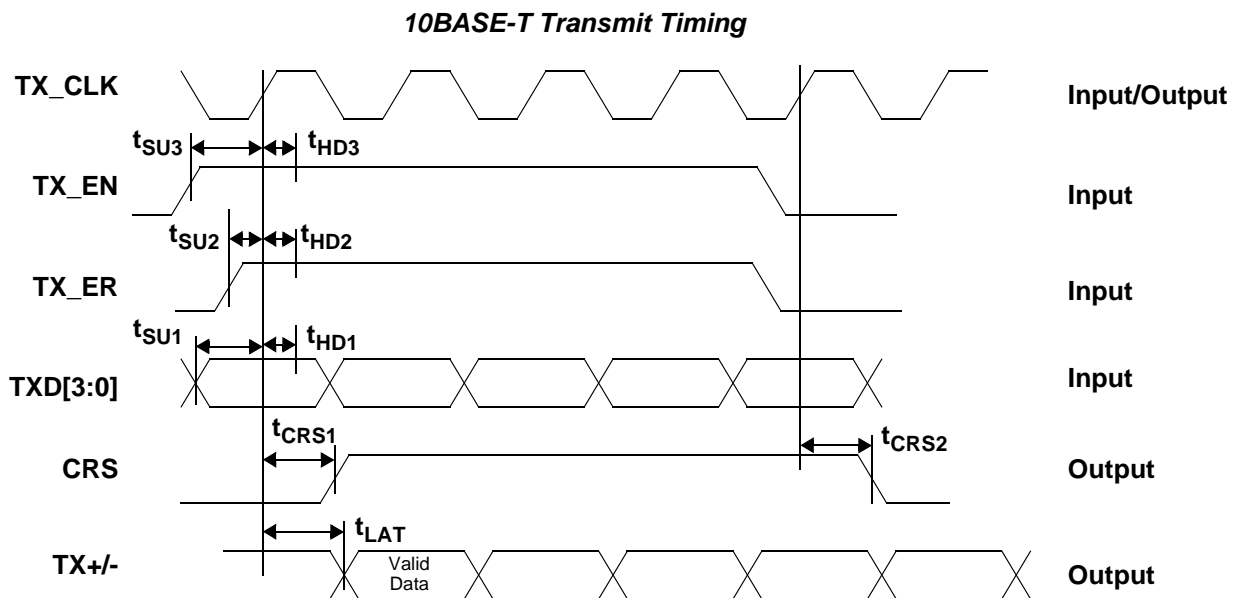 10BASE-T Transmit Timing
TX_CLK Input/Output
tSU3 tHD3
TX_EN Input
tSU2 tHD2
TX_ER Input
tSU1 tHD1
TXD[3:0] Input
tCRS1 tCRS2
CRS Output
tLAT
TX+/- Valid Data Output